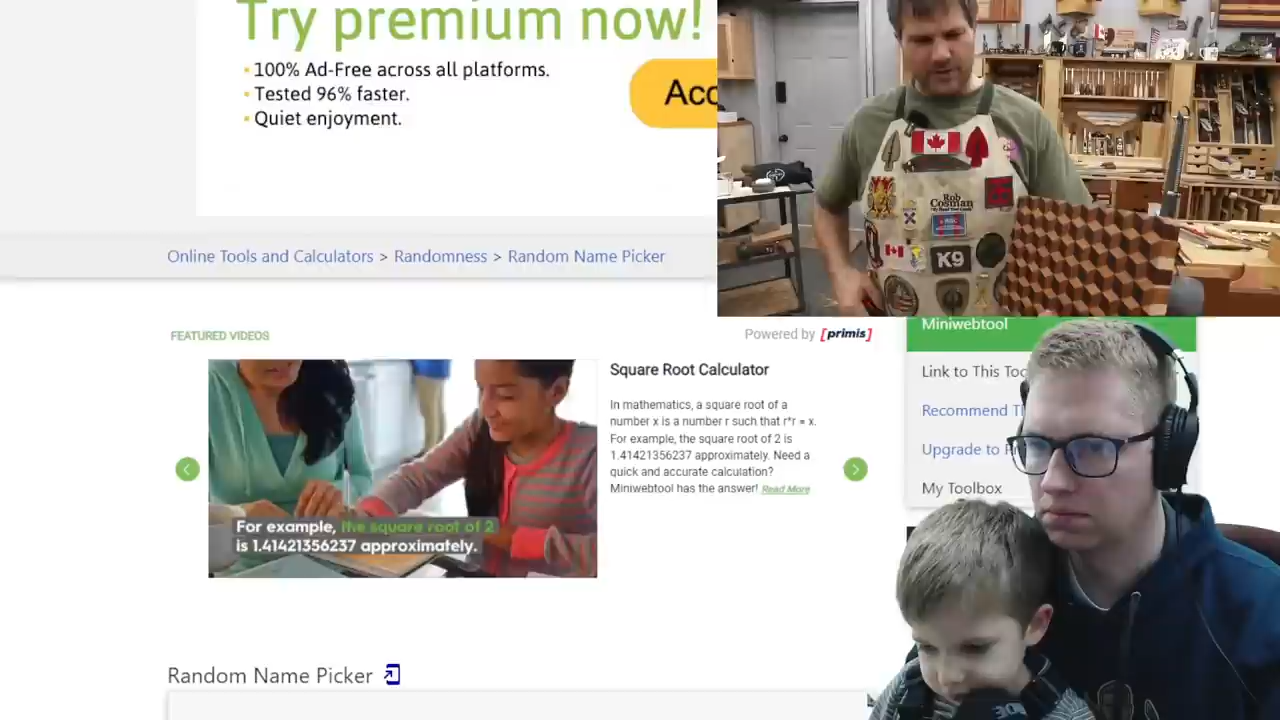 Try premium now!
100% Ad-Free across all platforms.
Tested 96% faster.
Quiet enjoyment.
Acc
Online Tools and Calculators > Randomness > Random Name Picker
Rob
Cosman
K9
FEATURED VIDEOS
Powered by [primis]
For example, the square root of 2
is 1.41421356237 approximately.
Square Root Calculator
In mathematics, a square root of a
number x is a number r such that r*r = x.
For example, the square root of 2 is
1.41421356237 approximately. Need a
quick and accurate calculation?
Miniwebtool has the answer! Read More
Miniwebtool
Link to This
Recommend
Upgrade to
My Toolbox
Random Name Picker